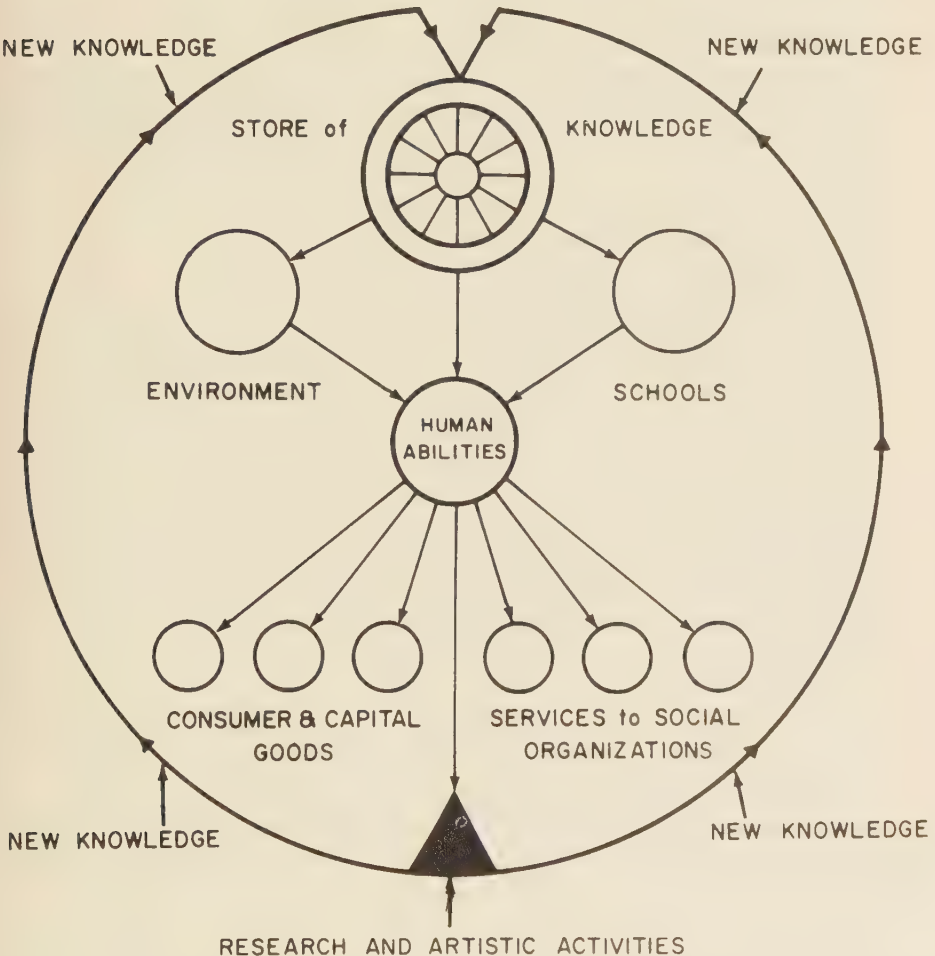 NEW KNOWLEDGE
NEW KNOWLEDGE
STORE of
KNOWLEDGE
ENVIRONMENT
SCHOOLS
HUMAN
ABILITIES
CONSUMER & CAPITAL
GOODS
SERVICES to SOCIAL
ORGANIZATIONS
NEW KNOWLEDGE
NEW KNOWLEDGE
RESEARCH AND ARTISTIC ACTIVITIES